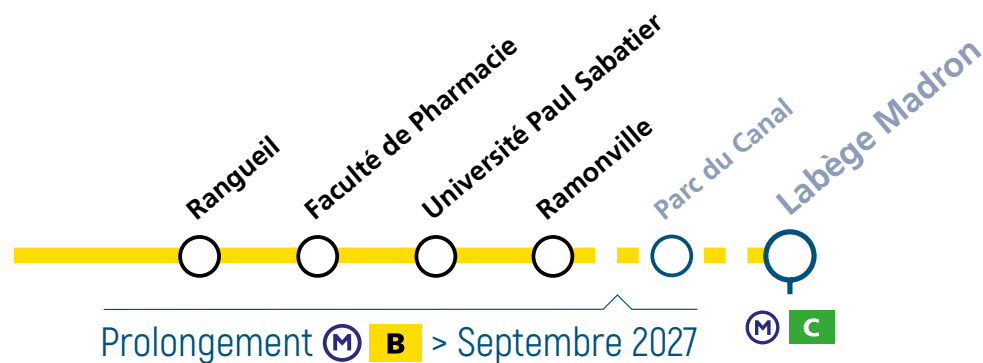 Rangueil
Faculté de Pharmacie
Université Paul Sabatier
Ramonville
Parc du Canal
Labège Madron
Prolongement M B > Septembre 2027
M C